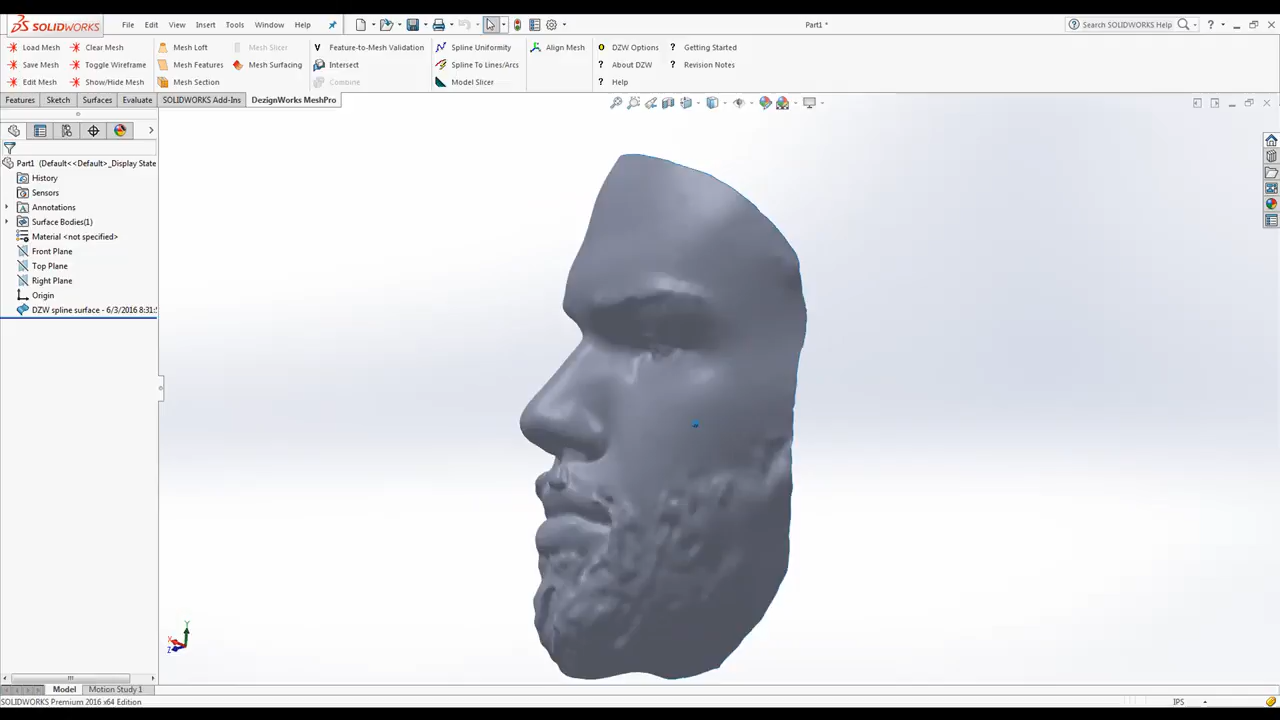 SOLIDWORKS File Edit View Insert Tools Window Help Part1 * Search SOLIDWORKS Help ?
Load Mesh Clear Mesh Mesh Loft Mesh Slicer V Feature-to-Mesh Validation Spline Uniformity Align Mesh O DZW Options ? Getting Started
Save Mesh Toggle Wireframe Mesh Features Mesh Surfacing Intersect Spline To Lines/Arcs ? About DZW ? Revision Notes
Edit Mesh Show/Hide Mesh Mesh Section Combine Model Slicer ? Help
Features Sketch Surfaces Evaluate SOLIDWORKS Add-Ins DezignWorks MeshPro
Part1 (Default<<Default>_Display State
History
Sensors
Annotations
Surface Bodies(1)
Material <not specified>
Front Plane
Top Plane
Right Plane
Origin
DZW spline surface - 6/3/2016 8:31:
Y
X
Z
Model Motion Study 1
SOLIDWORKS Premium 2016 x64 Edition IPS